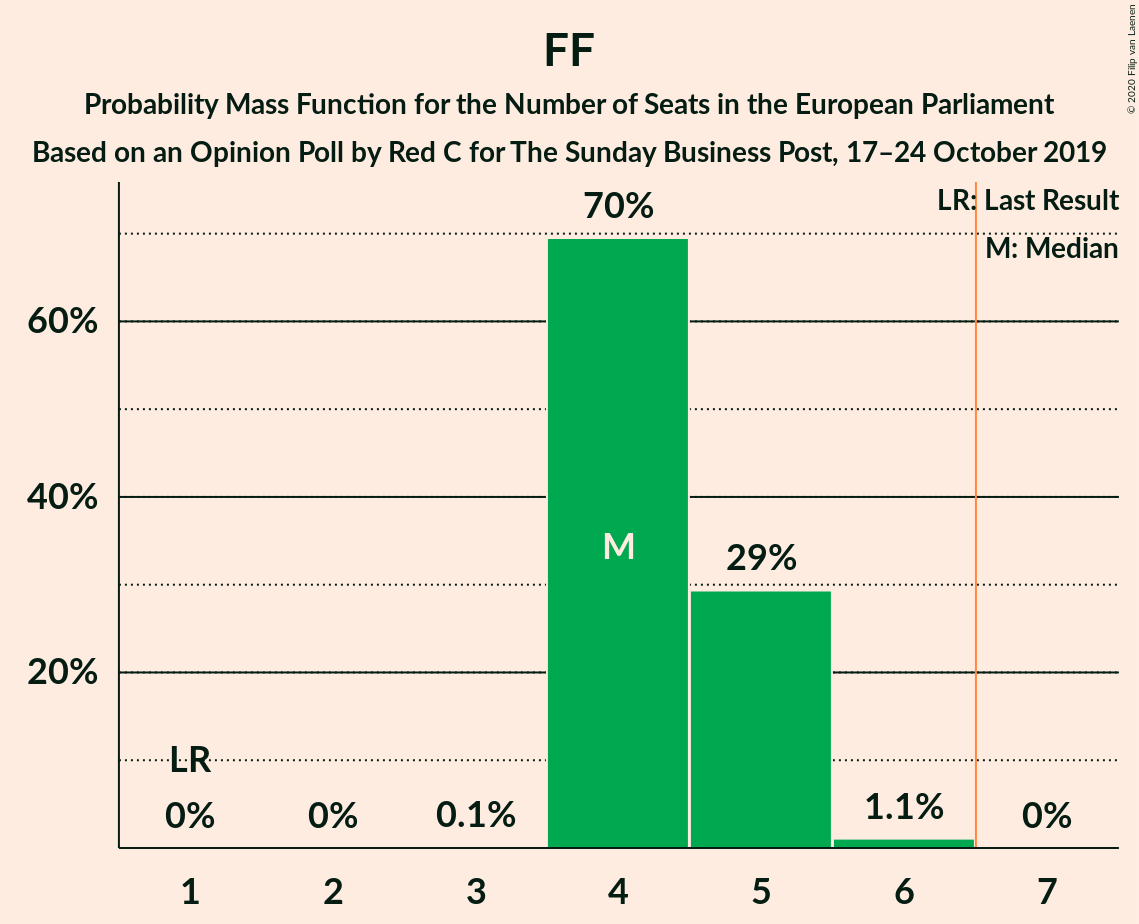 FF
Probability Mass Function for the Number of Seats in the European Parliament
Based on an Opinion Poll by Red C for The Sunday Business Post, 17–24 October 2019
© 2020 Filip van Laenen
LR: Last Result
M: Median
70%
60%
40%
M
29%
20%
LR
0%
0%
0.1%
1.1%
0%
1
2
3
4
5
6
7